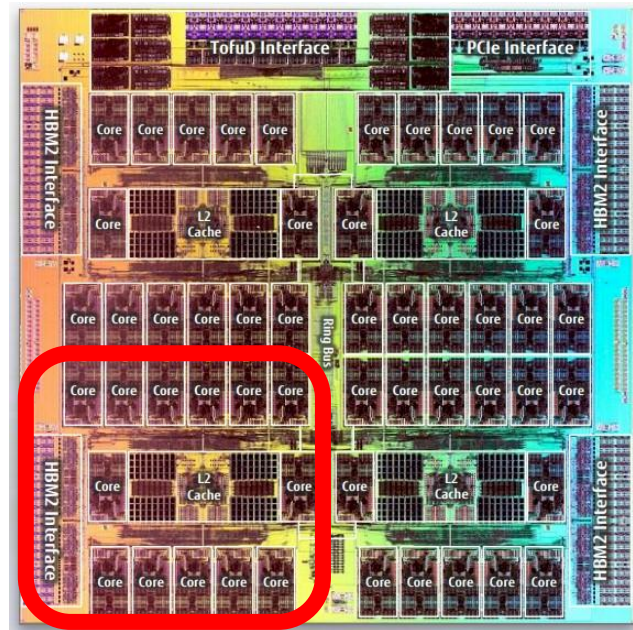 TofuD Interface PCIe Interface
HBM2 Interface
Core Core Core Core Core Core Core Core Core Core
HBM2 Interface
Core L2 Core Core L2 Core
Cache Cache
Core Core Core Core Core Core Core Core Core Core Core Core
Ring Bus
Core Core Core Core Core Core Core Core Core Core Core Core
HBM2 Interface
Core L2 Core Core L2 Core
Cache Cache
HBM2 Interface
Core Core Core Core Core Core Core Core Core Core